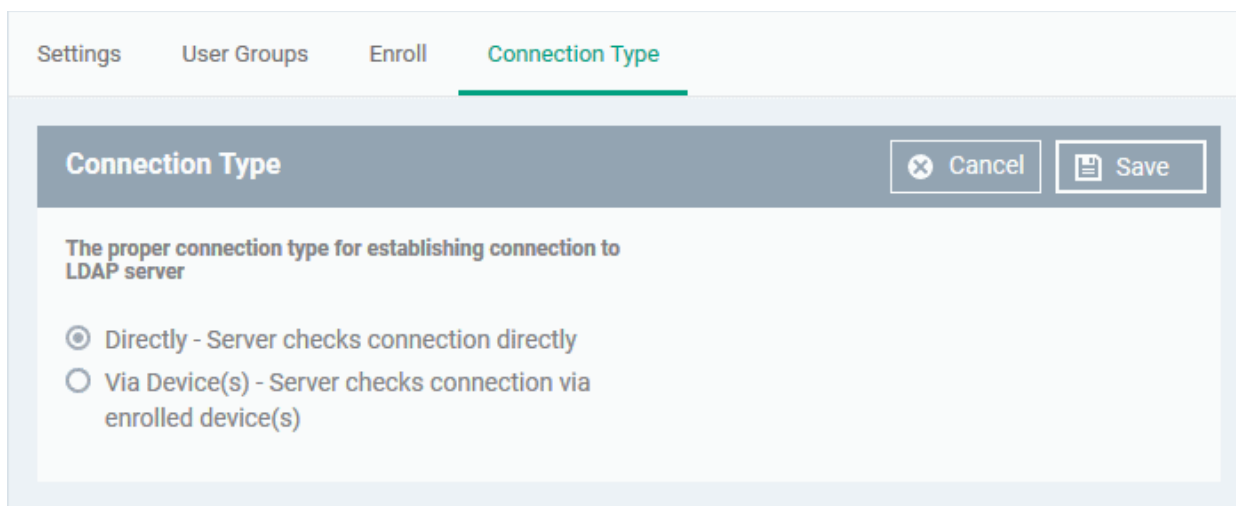 Settings User Groups Enroll Connection Type
Connection Type Cancel Save
The proper connection type for establishing connection to
LDAP server
Directly - Server checks connection directly
Via Device(s) - Server checks connection via
enrolled device(s)